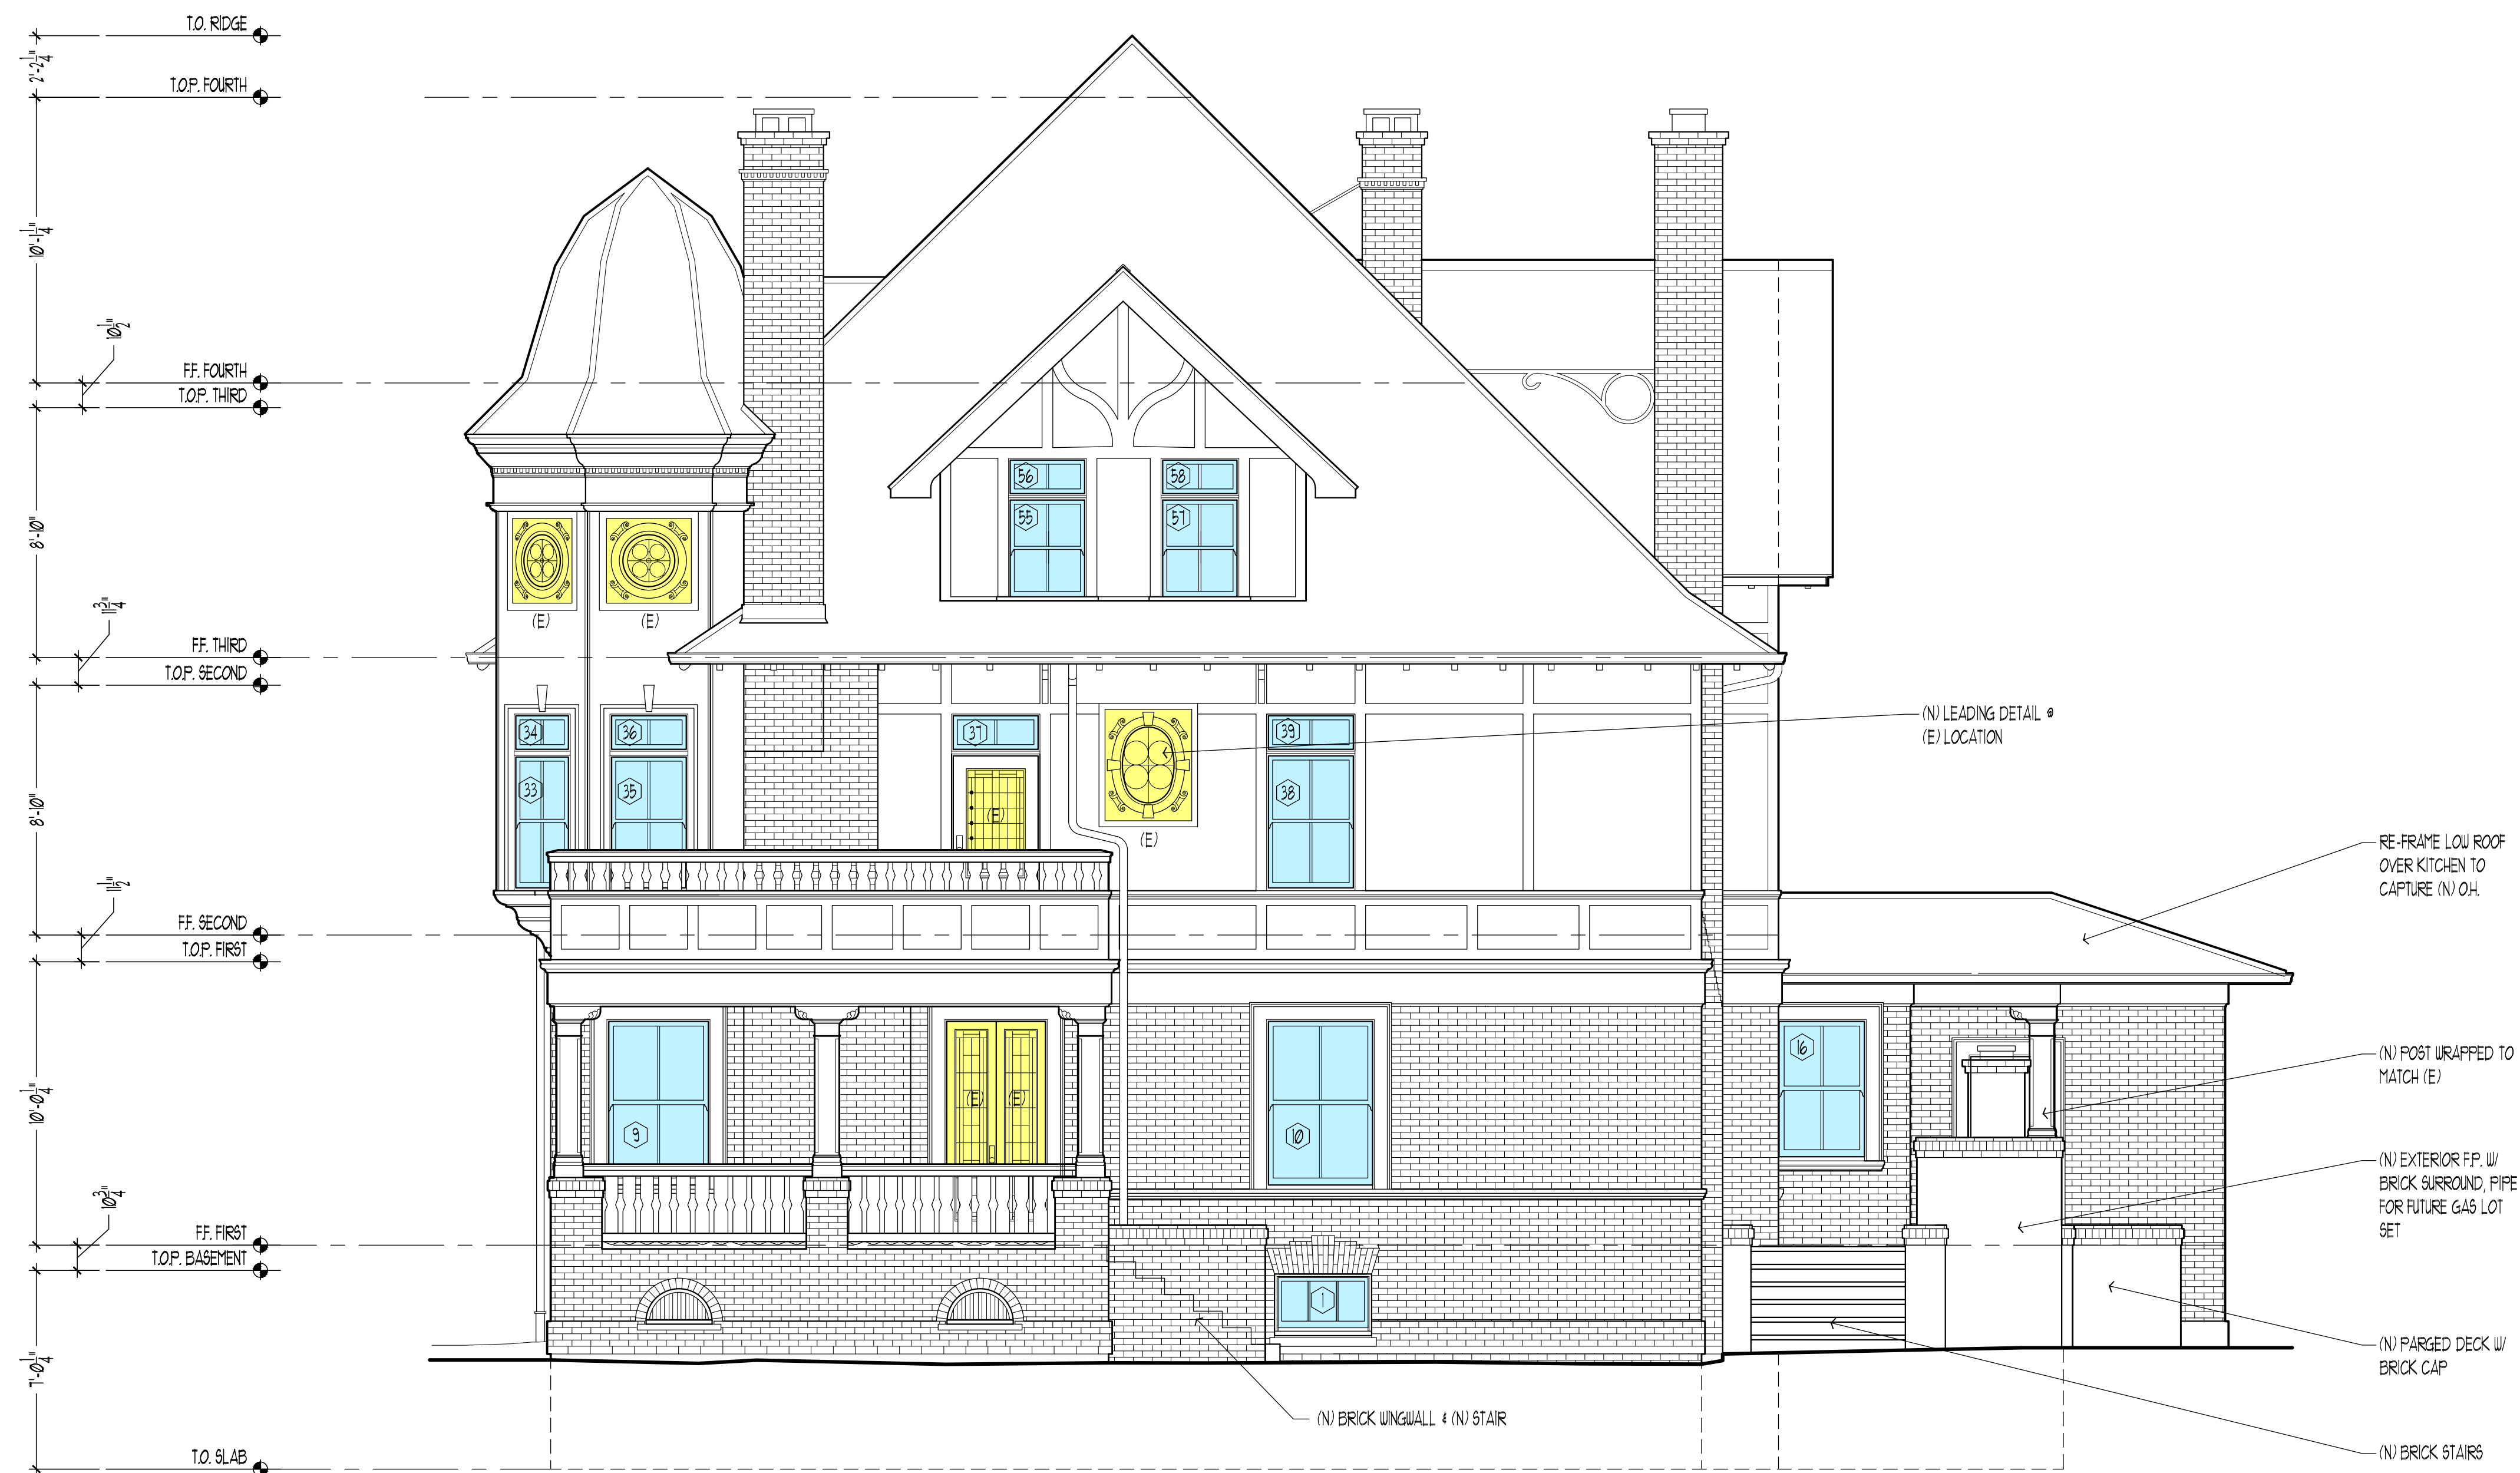 T.O. RIDGE
2'-2 1/4"
T.O.P. FOURTH
10'-1 1/4"
10 1/2"
F.F. FOURTH
T.O.P. THIRD
8'-10"
11 3/4"
F.F. THIRD
T.O.P. SECOND
8'-10"
11 1/2"
F.F. SECOND
T.O.P. FIRST
10'-0 1/4"
10 3/4"
F.F. FIRST
T.O.P. BASEMENT
7'-0 1/4"
T.O. SLAB
56
58
55
57
(E)
(E)
34
36
37
39
33
35
38
(E)
(E)
9
(E)
(E)
10
16
1
(N) LEADING DETAIL @
(E) LOCATION
RE-FRAME LOW ROOF
OVER KITCHEN TO
CAPTURE (N) O.H.
(N) POST WRAPPED TO
MATCH (E)
(N) EXTERIOR F.P. W/
BRICK SURROUND, PIPE
FOR FUTURE GAS LOT
SET
(N) PARGED DECK W/
BRICK CAP
(N) BRICK WINGWALL & (N) STAIR
(N) BRICK STAIRS